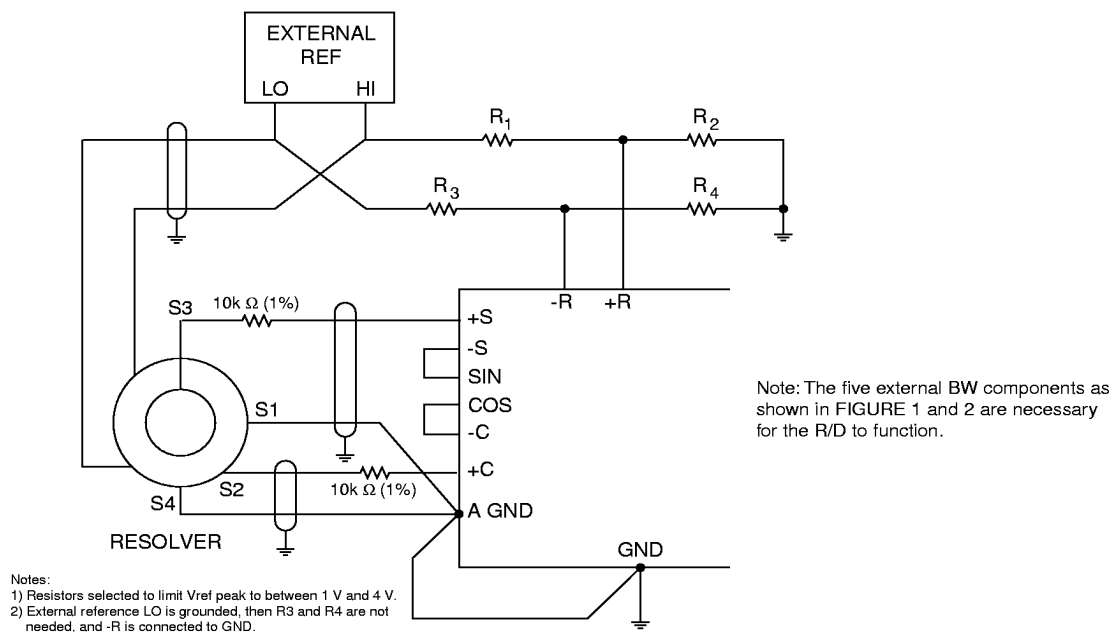 EXTERNAL
REF
LO HI
R1 R2
R3 R4
-R +R
S3 10k Ω (1%)
+S
-S
SIN
COS
-C
+C
S1
S2
10k Ω (1%)
S4
A GND
RESOLVER
GND
Note: The five external BW components as
shown in FIGURE 1 and 2 are necessary
for the R/D to function.
Notes:
1) Resistors selected to limit Vref peak to between 1 V and 4 V.
2) External reference LO is grounded, then R3 and R4 are not
needed, and -R is connected to GND.